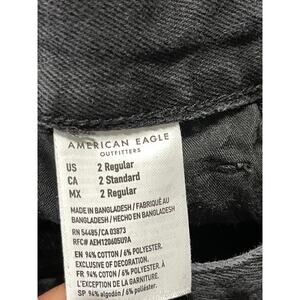 AMERICAN EAGLE
OUTFITTERS
US 2 Regular
CA 2 Standard
MX 2 Regular
MADE IN BANGLADESH / FABRIQUÉ AU
BANGLADESH / HECHO EN BANGLADESH
RN 54485/CA 03873
RFC# AEM120605U9A
EN 94% COTTON / 6% POLYESTER.
EXCLUSIVE OF DECORATION.
FR 94% COTON / 6% POLYESTER.
À L'EXCEPTION DE LA GARNITURE.
SP 94% algodón / 6% poliéster.